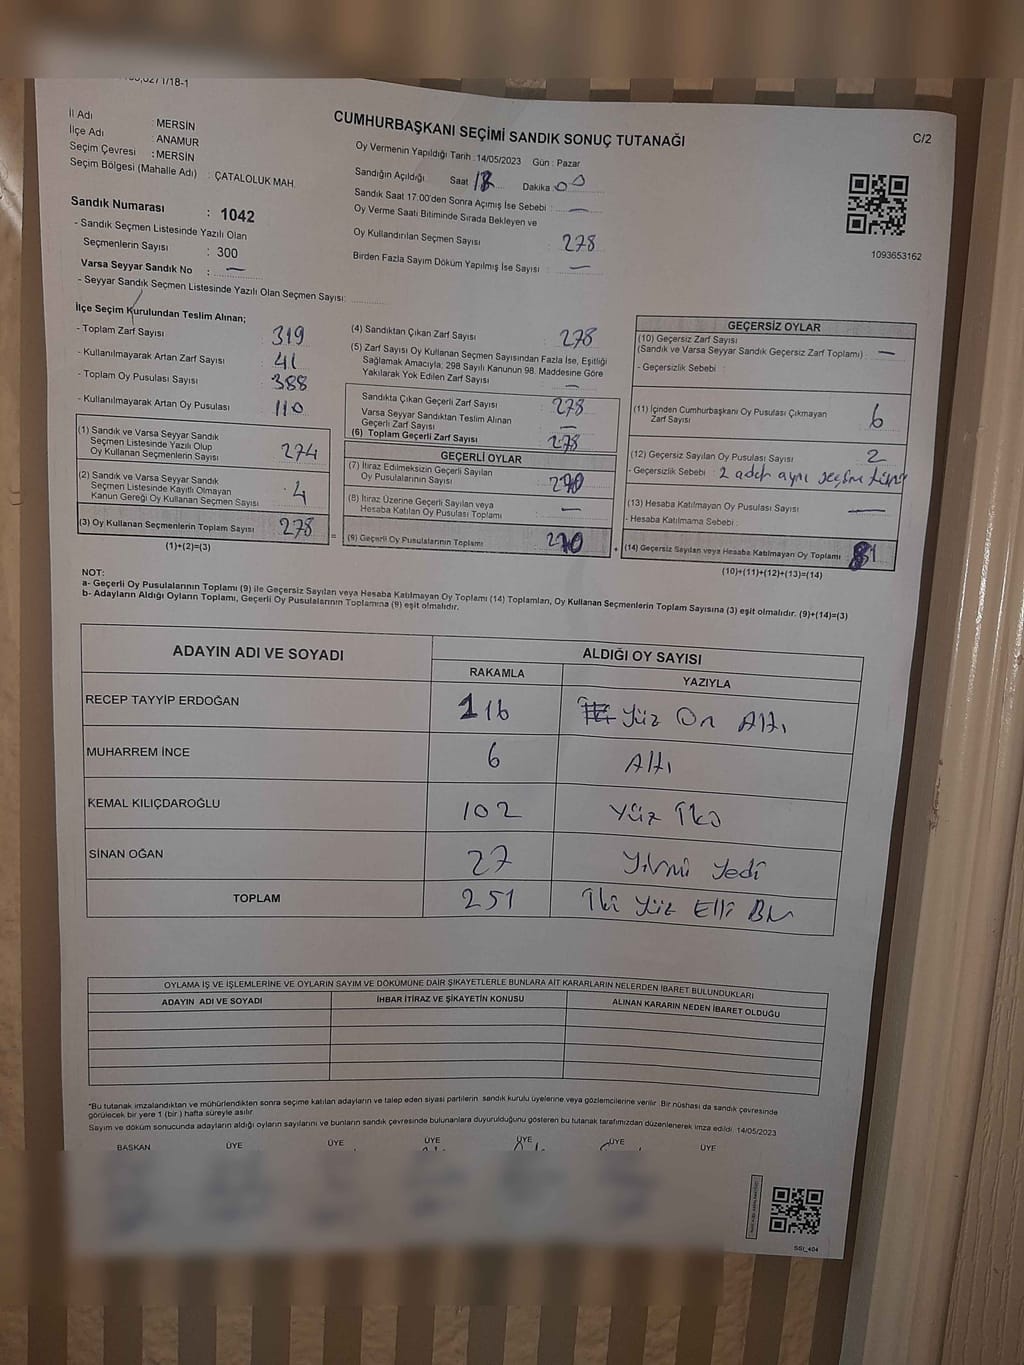 CUMHURBAŞKANI SEÇİMİ SANDIK SONUÇ TUTANAĞI
C/2
İl Adı : MERSİN
İlçe Adı : ANAMUR
Seçim Çevresi : MERSİN
Seçim Bölgesi (Mahalle Adı) : ÇATALOLUK MAH.
Sandık Numarası : 1042
- Sandık Seçmen Listesinde Yazılı Olan
Seçmenlerin Sayısı : 300
Varsa Seyyar Sandık No : —
- Seyyar Sandık Seçmen Listesinde Yazılı Olan Seçmen Sayısı:
Oy Vermenin Yapıldığı Tarih : 14/05/2023 Gün : Pazar
Sandığın Açıldığı Saat Dakika : 00
Sandık Saat 17:00'den Sonra Açılmış İse Sebebi : —
Oy Verme Saati Bitiminde Sırada Bekleyen ve
Oy Kullandırılan Seçmen Sayısı : 278
Birden Fazla Sayım Döküm Yapılmış İse Sayısı : —
1093653162
İlçe Seçim Kurulundan Teslim Alınan;
- Toplam Zarf Sayısı : 319
- Kullanılmayarak Artan Zarf Sayısı : 41
- Toplam Oy Pusulası Sayısı : 388
- Kullanılmayarak Artan Oy Pusulası : 110
(1) Sandık ve Varsa Seyyar Sandık
Seçmen Listesinde Yazılı Olup
Oy Kullanan Seçmenlerin Sayısı : 274
(2) Sandık ve Varsa Seyyar Sandık
Seçmen Listesinde Kayıtlı Olmayan
Kanun Gereği Oy Kullanan Seçmen Sayısı : 4
(3) Oy Kullanan Seçmenlerin Toplam Sayısı : 278
(1)+(2)=(3)
(4) Sandıktan Çıkan Zarf Sayısı : 278
(5) Zarf Sayısı Oy Kullanan Seçmen Sayısından Fazla İse, Eşitliği
Sağlamak Amacıyla, 298 Sayılı Kanunun 98. Maddesine Göre
Yakılarak Yok Edilen Zarf Sayısı : —
Sandıkta Çıkan Geçerli Zarf Sayısı : 278
Varsa Seyyar Sandıktan Teslim Alınan
Geçerli Zarf Sayısı : —
(6) Toplam Geçerli Zarf Sayısı : 278
GEÇERLİ OYLAR
(7) İtiraz Edilmeksizin Geçerli Sayılan
Oy Pusulalarının Sayısı : 270
(8) İtiraz Üzerine Geçerli Sayılan veya
Hesaba Katılan Oy Pusulası Toplamı : —
(9) Geçerli Oy Pusulalarının Toplamı : 270
GEÇERSİZ OYLAR
(10) Geçersiz Zarf Sayısı
(Sandık ve Varsa Seyyar Sandık Geçersiz Zarf Toplamı) : —
- Geçersizlik Sebebi :
(11) İçinden Cumhurbaşkanı Oy Pusulası Çıkmayan
Zarf Sayısı : 6
(12) Geçersiz Sayılan Oy Pusulası Sayısı : 2
- Geçersizlik Sebebi : 2 adet aynı seçime
(13) Hesaba Katılmayan Oy Pusulası Sayısı : —
- Hesaba Katılmama Sebebi :
(14) Geçersiz Sayılan veya Hesaba Katılmayan Oy Toplamı
(10)+(11)+(12)+(13)=(14)
NOT:
a- Geçerli Oy Pusulalarının Toplamı (9) ile Geçersiz Sayılan veya Hesaba Katılmayan Oy Toplamı (14) Toplamları, Oy Kullanan Seçmenlerin Toplam Sayısına (3) eşit olmalıdır. (9)+(14)=(3)
b- Adayların Aldığı Oyların Toplamı, Geçerli Oy Pusulalarının Toplamına (9) eşit olmalıdır.
ADAYIN ADI VE SOYADI ALDIĞI OY SAYISI
RAKAMLA YAZIYLA
RECEP TAYYİP ERDOĞAN 116 Yüz On Altı
MUHARREM İNCE 6 Altı
KEMAL KILIÇDAROĞLU 102 Yüz İki
SİNAN OĞAN 27 Yirmi Yedi
TOPLAM 251 İki Yüz Elli Bir
OYLAMA İŞ VE İŞLEMLERİNE VE OYLARIN SAYIM VE DÖKÜMÜNE DAİR ŞİKAYETLERLE BUNLARA AİT KARARLARIN NELERDEN İBARET BULUNDUKLARI
ADAYIN ADI VE SOYADI İHBAR İTİRAZ VE ŞİKAYETİN KONUSU ALINAN KARARIN NEDEN İBARET OLDUĞU
*Bu tutanak imzalandıktan ve mühürlendikten sonra seçime katılan adayların ve talep eden siyasi partilerin sandık kurulu üyelerine veya gözlemcilerine verilir. Bir nüshası da sandık çevresinde
görülecek bir yere 1 (bir ) hafta süreyle asılır.
Sayım ve döküm sonucunda adayların aldığı oyların sayılarını ve bunların sandık çevresinde bulunanlara duyurulduğunu gösteren bu tutanak tarafımızdan düzenlenerek imza edildi. 14/05/2023
BAŞKAN ÜYE ÜYE ÜYE ÜYE ÜYE ÜYE
SSI_404